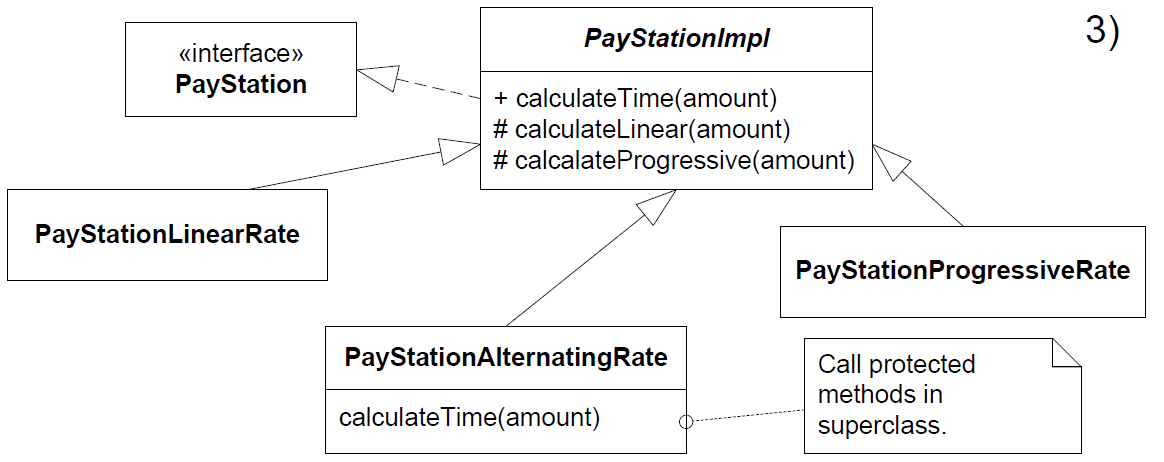 3)
«interface»
PayStation
PayStationImpl
+ calculateTime(amount)
# calculateLinear(amount)
# calcalateProgressive(amount)
PayStationLinearRate
PayStationProgressiveRate
PayStationAlternatingRate
calculateTime(amount)
Call protected
methods in
superclass.